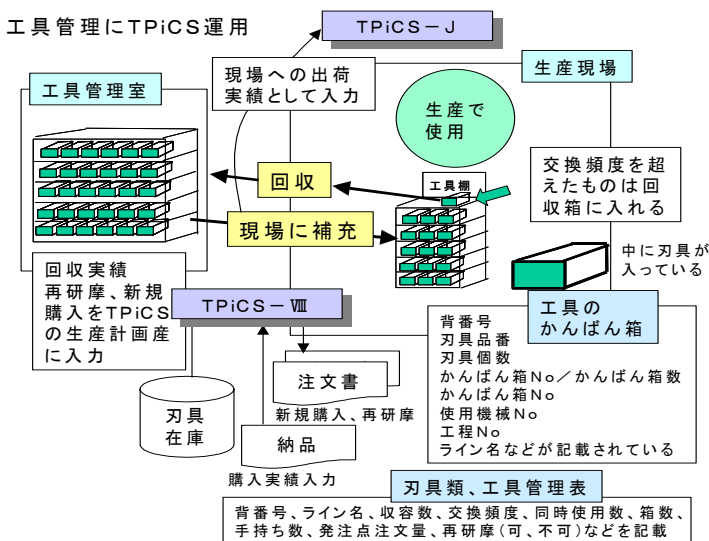 工具管理にTPiCS運用
TPiCS－J
工具管理室
現場への出荷
実績として入力
生産現場
生産で
使用
回収
工具棚
交換頻度を超
えたものは回
収箱に入れる
現場に補充
中に刃具が
入っている
回収実績
再研摩、新規
購入をTPiCS
の生産計画産
に入力
TPiCS－Ⅷ
工具の
かんばん箱
背番号
刃具品番
刃具個数
かんばん箱No／かんばん箱数
かんばん箱No
使用機械No
工程No
ライン名などが記載されている
注文書
新規購入、再研摩
刃具
在庫
納品
購入実績入力
刃具類、工具管理表
背番号、ライン名、収容数、交換頻度、同時使用数、箱数、
手持ち数、発注点注文量、再研摩（可、不可）などを記載